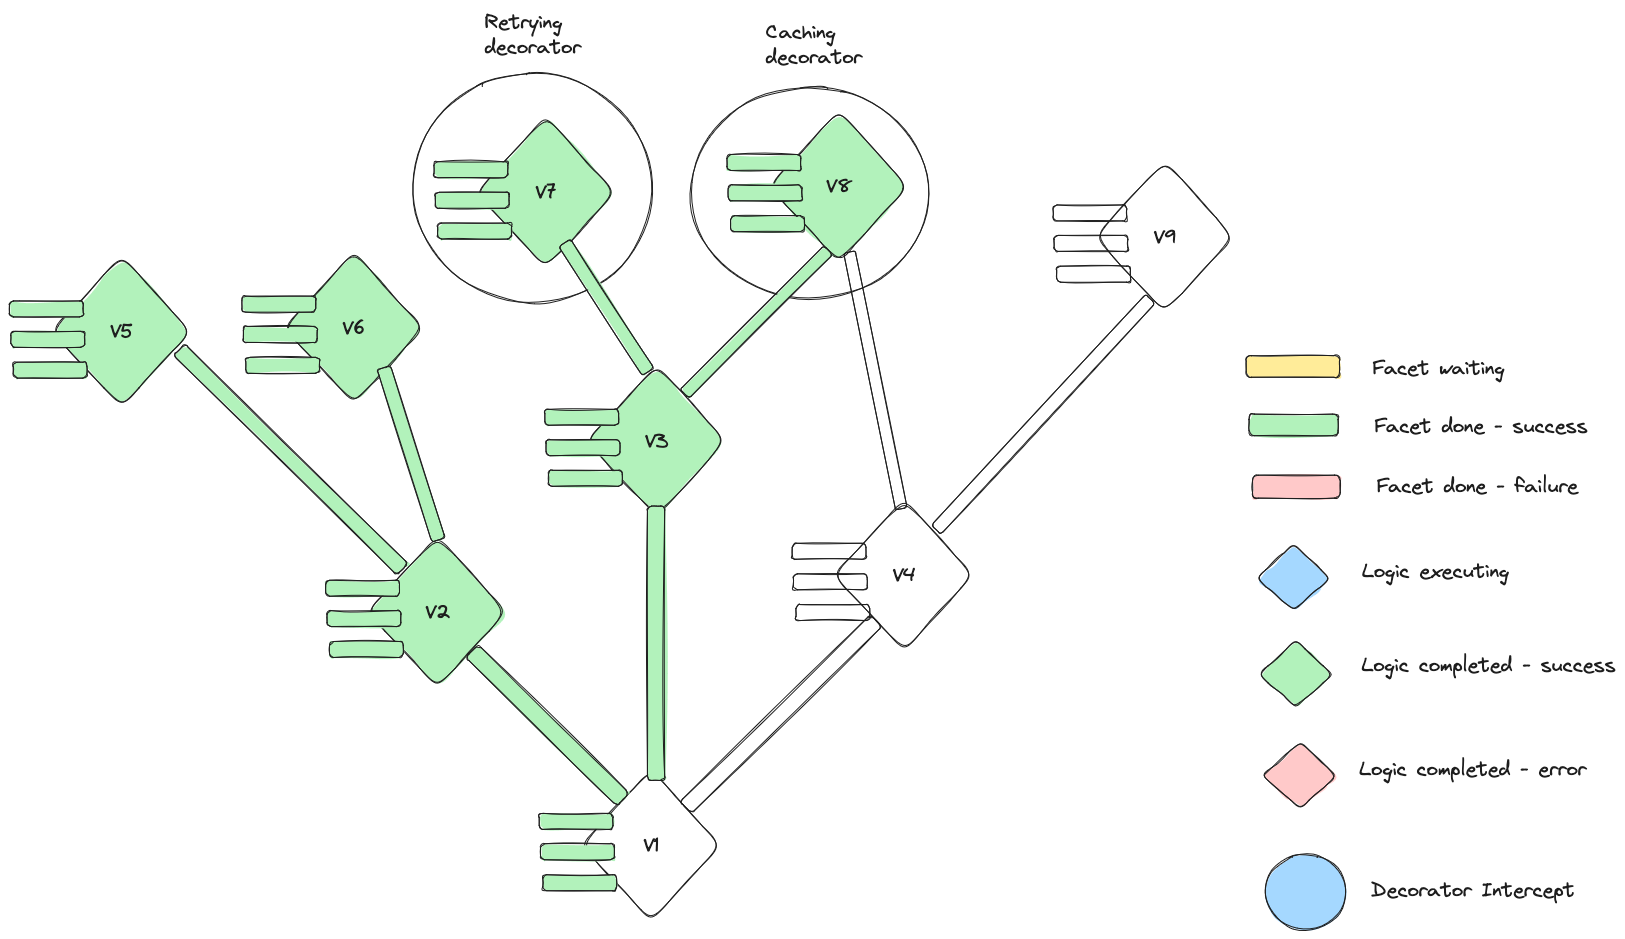 Retrying
decorator
Caching
decorator
V7
V8
V9
V5
V6
V3
V4
V2
V1
Facet waiting
Facet done - success
Facet done - failure
Logic executing
Logic completed - success
Logic completed - error
Decorator Intercept